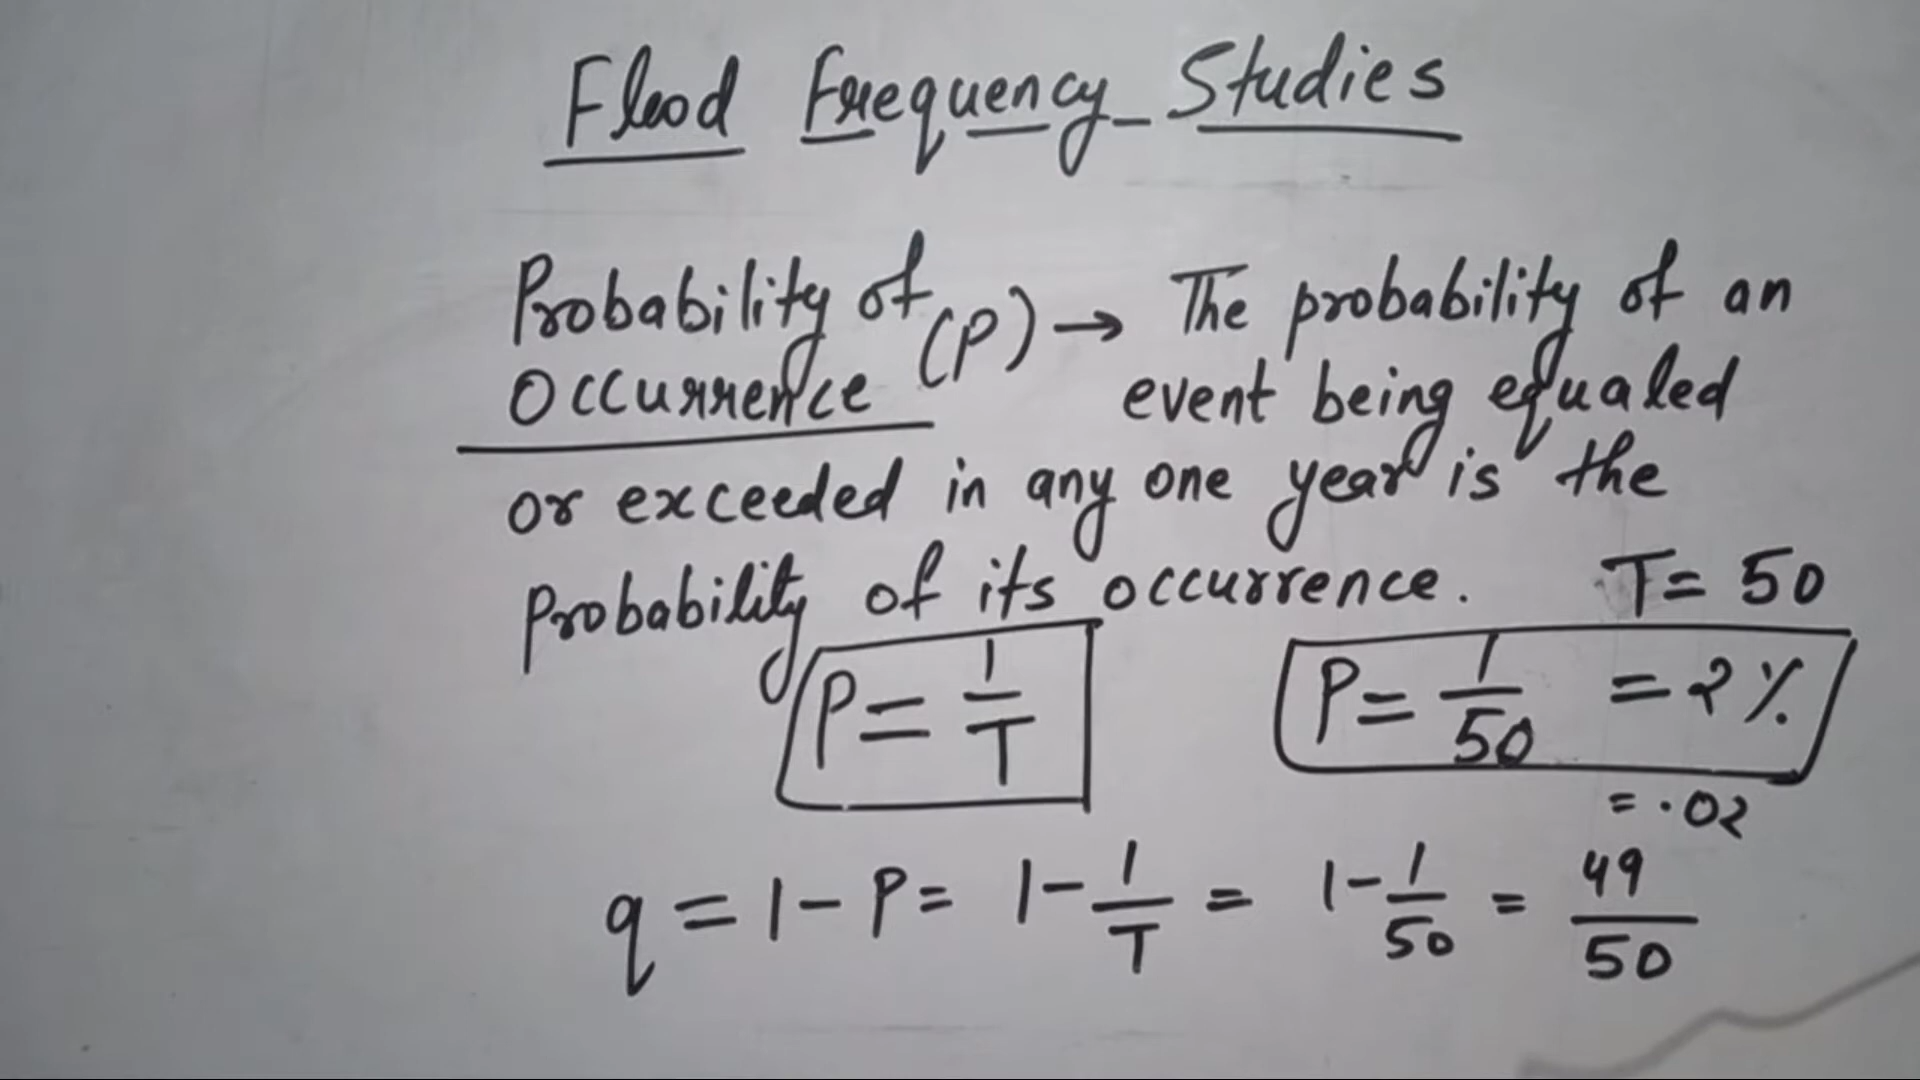 Flood Frequency Studies
Probability of Occurrence (P) → The probability of an
event being equaled
or exceeded in any one year is the
probability of its occurrence. T = 50
P = 1/T P = 1/50 = 2%
= .02
q = 1 - P = 1 - 1/T = 1 - 1/50 = 49/50